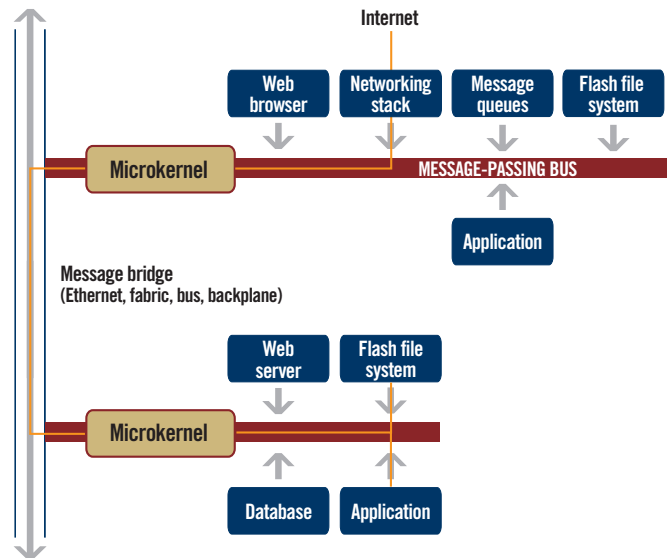 Internet
Web
browser
Networking
stack
Message
queues
Flash file
system
Microkernel
MESSAGE-PASSING BUS
Application
Message bridge
(Ethernet, fabric, bus, backplane)
Web
server
Flash file
system
Microkernel
Database
Application